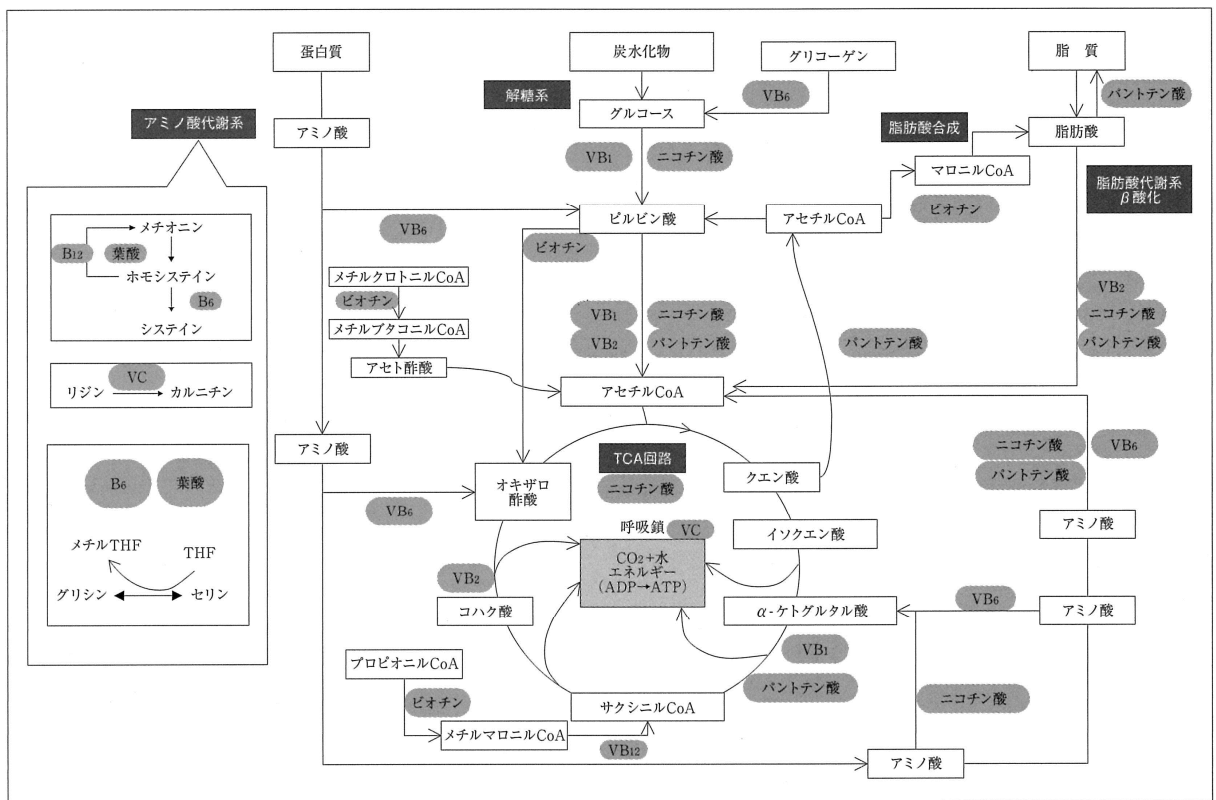 蛋白質
炭水化物
グリコーゲン
脂質
解糖系
VB6
パントテン酸
アミノ酸代謝系
アミノ酸
グルコース
脂肪酸合成
脂肪酸
VB1
ニコチン酸
マロニルCoA
脂肪酸代謝系
β酸化
ピルビン酸
アセチルCoA
ビオチン
VB6
ビオチン
メチオニン
B12
葉酸
ホモシステイン
B6
システイン
メチルクロトニルCoA
ビオチン
メチルブタコニルCoA
アセト酢酸
VB1
ニコチン酸
VB2
パントテン酸
パントテン酸
VB2
ニコチン酸
パントテン酸
VC
リジン
カルニチン
アセチルCoA
アミノ酸
TCA回路
ニコチン酸
クエン酸
ニコチン酸
VB6
パントテン酸
B6
葉酸
オキザロ
酢酸
VB6
呼吸鎖
VC
イソクエン酸
アミノ酸
メチルTHF
THF
グリシン
セリン
CO2+水
エネルギー
(ADP→ATP)
VB2
コハク酸
α-ケトグルタル酸
VB6
アミノ酸
VB1
プロピオニルCoA
パントテン酸
ビオチン
サクシニルCoA
ニコチン酸
メチルマロニルCoA
VB12
アミノ酸